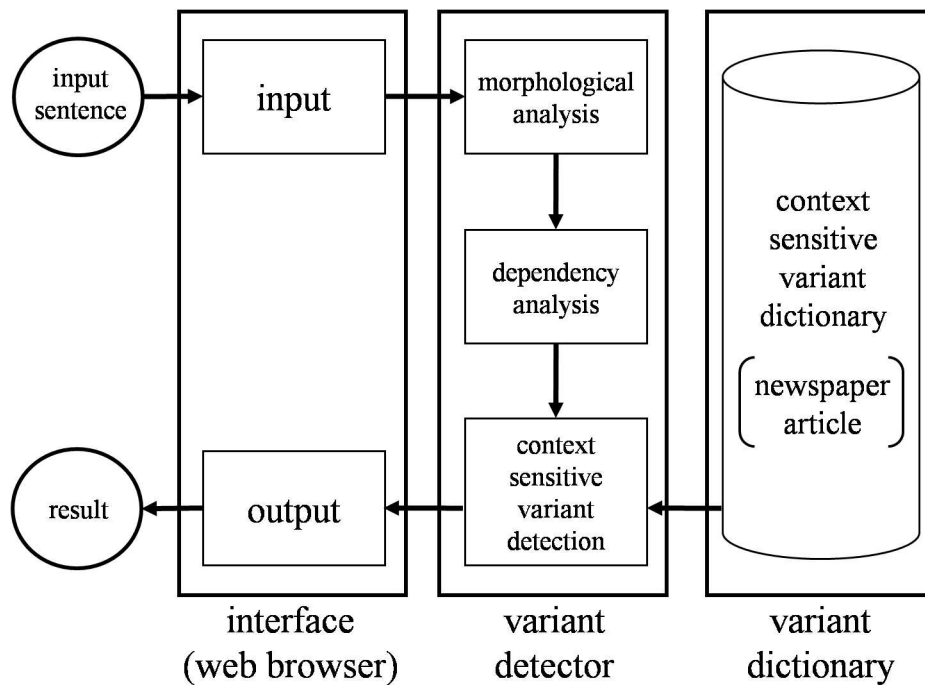 input
sentence
input
morphological
analysis
dependency
analysis
context
sensitive
variant
detection
output
result
context
sensitive
variant
dictionary
newspaper
article
interface
(web browser)
variant
detector
variant
dictionary